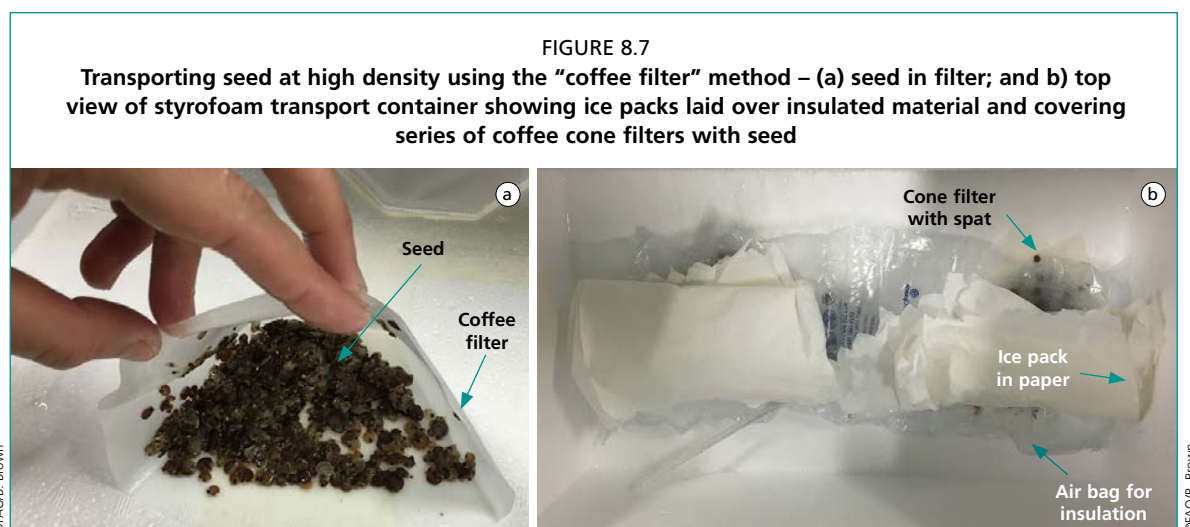 FIGURE 8.7
Transporting seed at high density using the “coffee filter” method – (a) seed in filter; and b) top
view of styrofoam transport container showing ice packs laid over insulated material and covering
series of coffee cone filters with seed
a
Seed
Coffee
filter
b
Cone filter
with spat
Ice pack
in paper
Air bag for
insulation